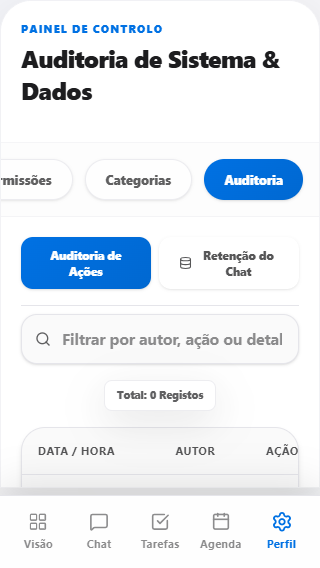 PAINEL DE CONTROLO
Auditoria de Sistema &
Dados
rmissões
Categorias
Auditoria
Auditoria de
Ações
Retenção do
Chat
Filtrar por autor, ação ou detal
Total: 0 Registos
DATA / HORA
AUTOR
AÇÃO
Visão
Chat
Tarefas
Agenda
Perfil